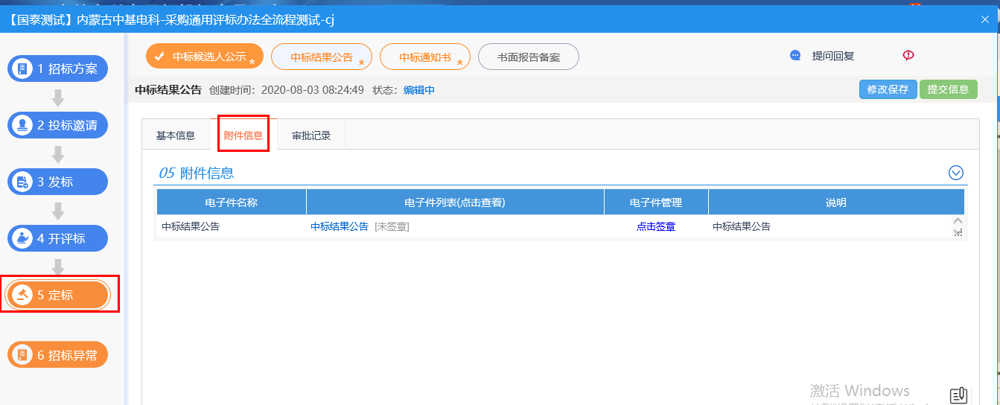 【国泰测试】内蒙古中基电科-采购通用评标办法全流程测试-cj
中标候选人公示 *
中标结果公告 *
中标通知书 *
书面报告备案
提问回复
中标结果公告 创建时间：2020-08-03 08:24:49 状态：编辑中
修改保存
提交信息
1 招标方案
2 投标邀请
3 发标
4 开评标
5 定标
6 招标异常
基本信息
附件信息
审批记录
05 附件信息
电子件名称 电子件列表(点击查看) 电子件管理 说明
中标结果公告 中标结果公告 [未签章] 点击签章 中标结果公告
激活 Windows